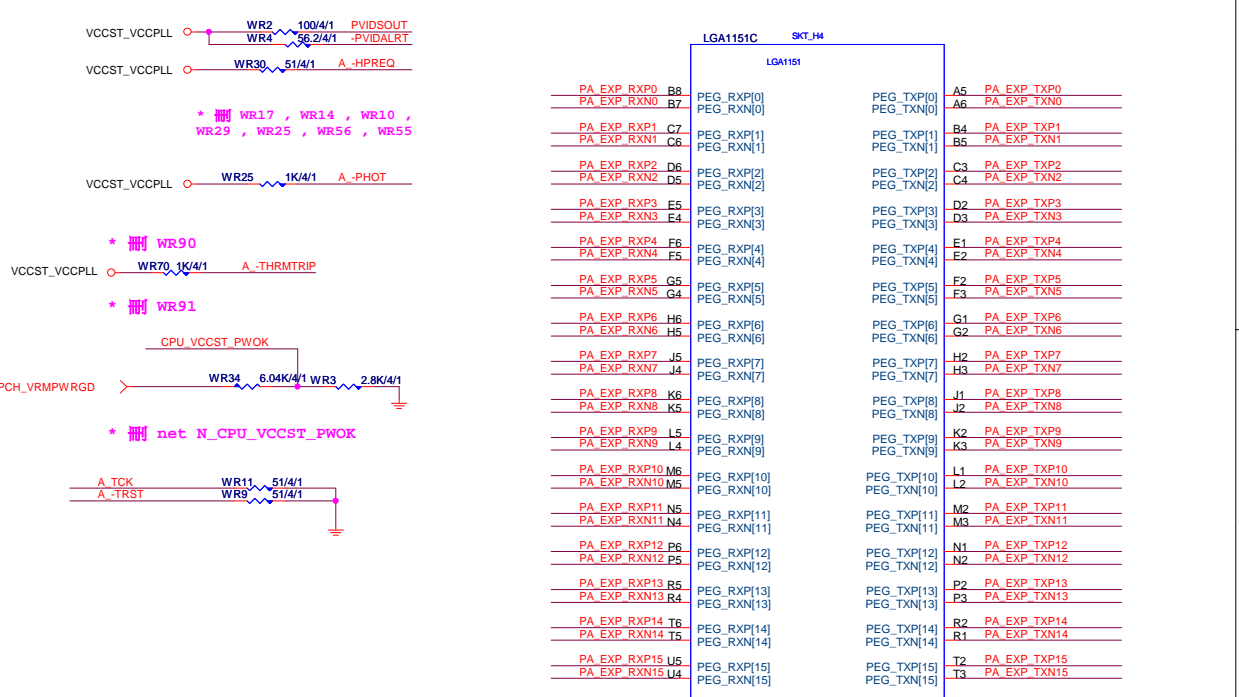 WR2 100/4/1 PVIDSOUT
VCCST_VCCPLL
WR4 56.2/4/1 -PVIDALRT
VCCST_VCCPLL WR30 51/4/1 A_-HPREQ
* WR17 , WR14 , WR10 ,
WR29 , WR25 , WR56 , WR55
VCCST_VCCPLL WR25 1K/4/1 A_-PHOT
* WR90
VCCST_VCCPLL WR70 1K/4/1 A_-THRMTRIP
* WR91
CPU_VCCST_PWOK
PCH_VRMPWRGD WR34 6.04K/4/1 WR3 2.8K/4/1
* net N_CPU_VCCST_PWOK
A_TCK WR11 51/4/1
A_-TRST WR9 51/4/1
LGA1151C SKT_H4
LGA1151
PA_EXP_RXP0 B8 PEG_RXP[0] PEG_TXP[0] A5 PA_EXP_TXP0
PA_EXP_RXN0 B7 PEG_RXN[0] PEG_TXN[0] A6 PA_EXP_TXN0
PA_EXP_RXP1 C7 PEG_RXP[1] PEG_TXP[1] B4 PA_EXP_TXP1
PA_EXP_RXN1 C6 PEG_RXN[1] PEG_TXN[1] B5 PA_EXP_TXN1
PA_EXP_RXP2 D6 PEG_RXP[2] PEG_TXP[2] C3 PA_EXP_TXP2
PA_EXP_RXN2 D5 PEG_RXN[2] PEG_TXN[2] C4 PA_EXP_TXN2
PA_EXP_RXP3 E5 PEG_RXP[3] PEG_TXP[3] D2 PA_EXP_TXP3
PA_EXP_RXN3 E4 PEG_RXN[3] PEG_TXN[3] D3 PA_EXP_TXN3
PA_EXP_RXP4 F6 PEG_RXP[4] PEG_TXP[4] E1 PA_EXP_TXP4
PA_EXP_RXN4 F5 PEG_RXN[4] PEG_TXN[4] E2 PA_EXP_TXN4
PA_EXP_RXP5 G5 PEG_RXP[5] PEG_TXP[5] F2 PA_EXP_TXP5
PA_EXP_RXN5 G4 PEG_RXN[5] PEG_TXN[5] F3 PA_EXP_TXN5
PA_EXP_RXP6 H6 PEG_RXP[6] PEG_TXP[6] G1 PA_EXP_TXP6
PA_EXP_RXN6 H5 PEG_RXN[6] PEG_TXN[6] G2 PA_EXP_TXN6
PA_EXP_RXP7 J5 PEG_RXP[7] PEG_TXP[7] H2 PA_EXP_TXP7
PA_EXP_RXN7 J4 PEG_RXN[7] PEG_TXN[7] H3 PA_EXP_TXN7
PA_EXP_RXP8 K6 PEG_RXP[8] PEG_TXP[8] J1 PA_EXP_TXP8
PA_EXP_RXN8 K5 PEG_RXN[8] PEG_TXN[8] J2 PA_EXP_TXN8
PA_EXP_RXP9 L5 PEG_RXP[9] PEG_TXP[9] K2 PA_EXP_TXP9
PA_EXP_RXN9 L4 PEG_RXN[9] PEG_TXN[9] K3 PA_EXP_TXN9
PA_EXP_RXP10 M6 PEG_RXP[10] PEG_TXP[10] L1 PA_EXP_TXP10
PA_EXP_RXN10 M5 PEG_RXN[10] PEG_TXN[10] L2 PA_EXP_TXN10
PA_EXP_RXP11 N5 PEG_RXP[11] PEG_TXP[11] M2 PA_EXP_TXP11
PA_EXP_RXN11 N4 PEG_RXN[11] PEG_TXN[11] M3 PA_EXP_TXN11
PA_EXP_RXP12 P6 PEG_RXP[12] PEG_TXP[12] N1 PA_EXP_TXP12
PA_EXP_RXN12 P5 PEG_RXN[12] PEG_TXN[12] N2 PA_EXP_TXN12
PA_EXP_RXP13 R5 PEG_RXP[13] PEG_TXP[13] P2 PA_EXP_TXP13
PA_EXP_RXN13 R4 PEG_RXN[13] PEG_TXN[13] P3 PA_EXP_TXN13
PA_EXP_RXP14 T6 PEG_RXP[14] PEG_TXP[14] R2 PA_EXP_TXP14
PA_EXP_RXN14 T5 PEG_RXN[14] PEG_TXN[14] R1 PA_EXP_TXN14
PA_EXP_RXP15 U5 PEG_RXP[15] PEG_TXP[15] T2 PA_EXP_TXP15
PA_EXP_RXN15 U4 PEG_RXN[15] PEG_TXN[15] T3 PA_EXP_TXN15